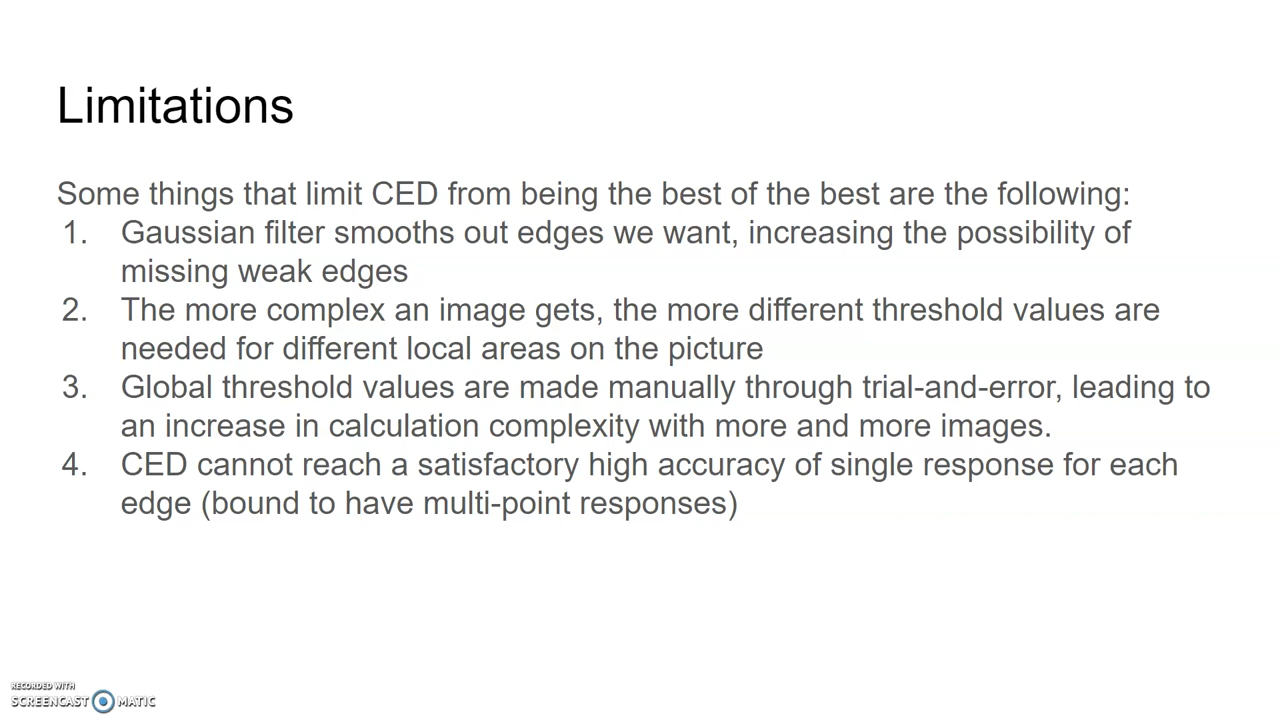 Limitations
Some things that limit CED from being the best of the best are the following:
1. Gaussian filter smooths out edges we want, increasing the possibility of
missing weak edges
2. The more complex an image gets, the more different threshold values are
needed for different local areas on the picture
3. Global threshold values are made manually through trial-and-error, leading to
an increase in calculation complexity with more and more images.
4. CED cannot reach a satisfactory high accuracy of single response for each
edge (bound to have multi-point responses)
RECORDED WITH
SCREENCAST MATIC